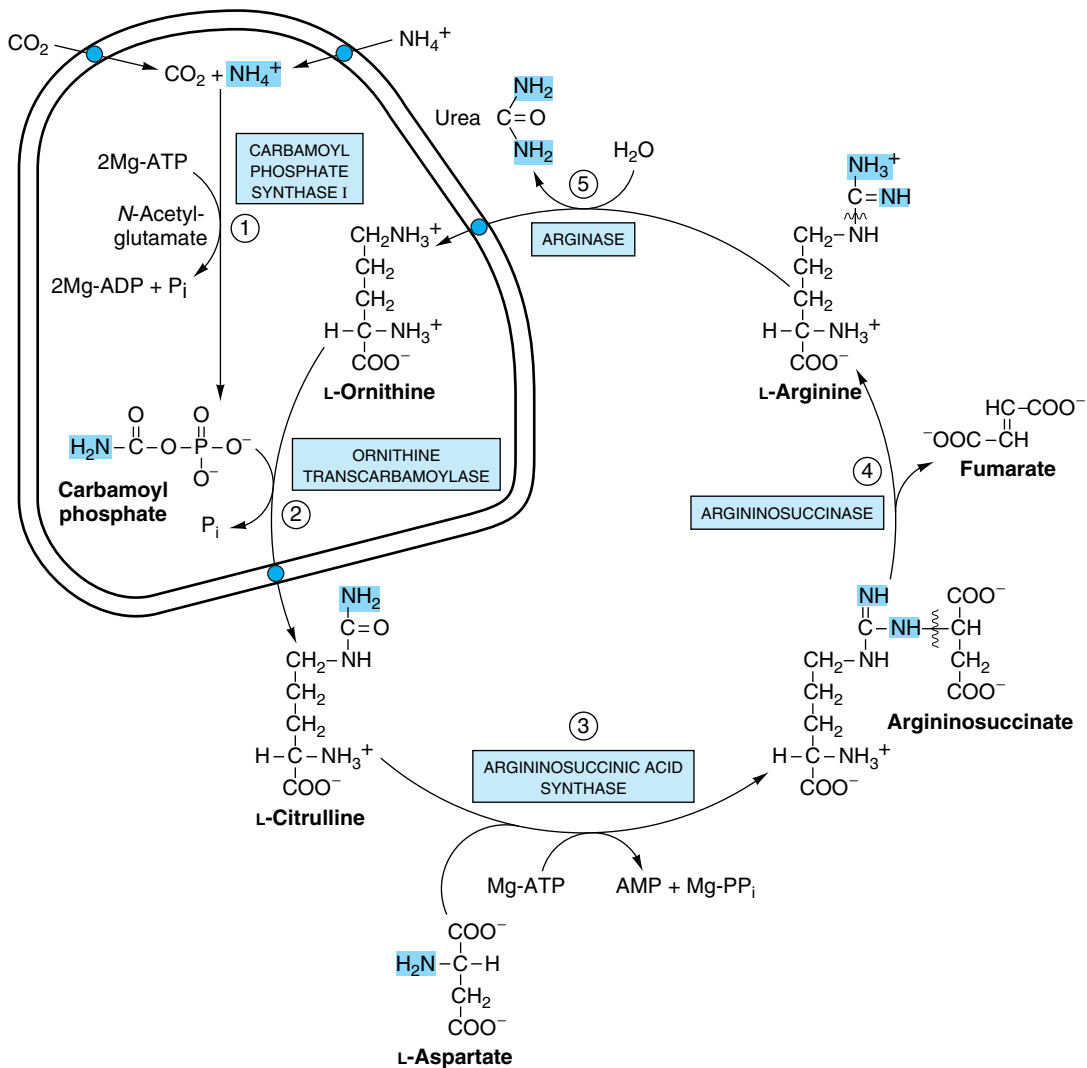 CO₂
NH₄⁺
CO₂ + NH₄⁺
2Mg-ATP
CARBAMOYL
PHOSPHATE
SYNTHASE I
N-Acetyl-
glutamate
1
2Mg-ADP + Pi
H₂N–C–O–P–O⁻
O
O
O⁻
Carbamoyl
phosphate
Pi
2
ORNITHINE
TRANSCARBAMOYLASE
CH₂NH₃⁺
CH₂
CH₂
H–C–NH₃⁺
COO⁻
L-Ornithine
Urea
NH₂
C=O
NH₂
H₂O
5
ARGINASE
NH₃⁺
C=NH
CH₂–NH
CH₂
CH₂
H–C–NH₃⁺
COO⁻
L-Arginine
HC–COO⁻
⁻OOC–CH
Fumarate
4
ARGININOSUCCINASE
NH
C–NH–CH
COO⁻
CH₂
COO⁻
CH₂–NH
CH₂
CH₂
H–C–NH₃⁺
COO⁻
Argininosuccinate
NH₂
C=O
CH₂–NH
CH₂
CH₂
H–C–NH₃⁺
COO⁻
L-Citrulline
3
ARGININOSUCCINIC ACID
SYNTHASE
Mg-ATP
AMP + Mg-PPi
COO⁻
H₂N–C–H
CH₂
COO⁻
L-Aspartate